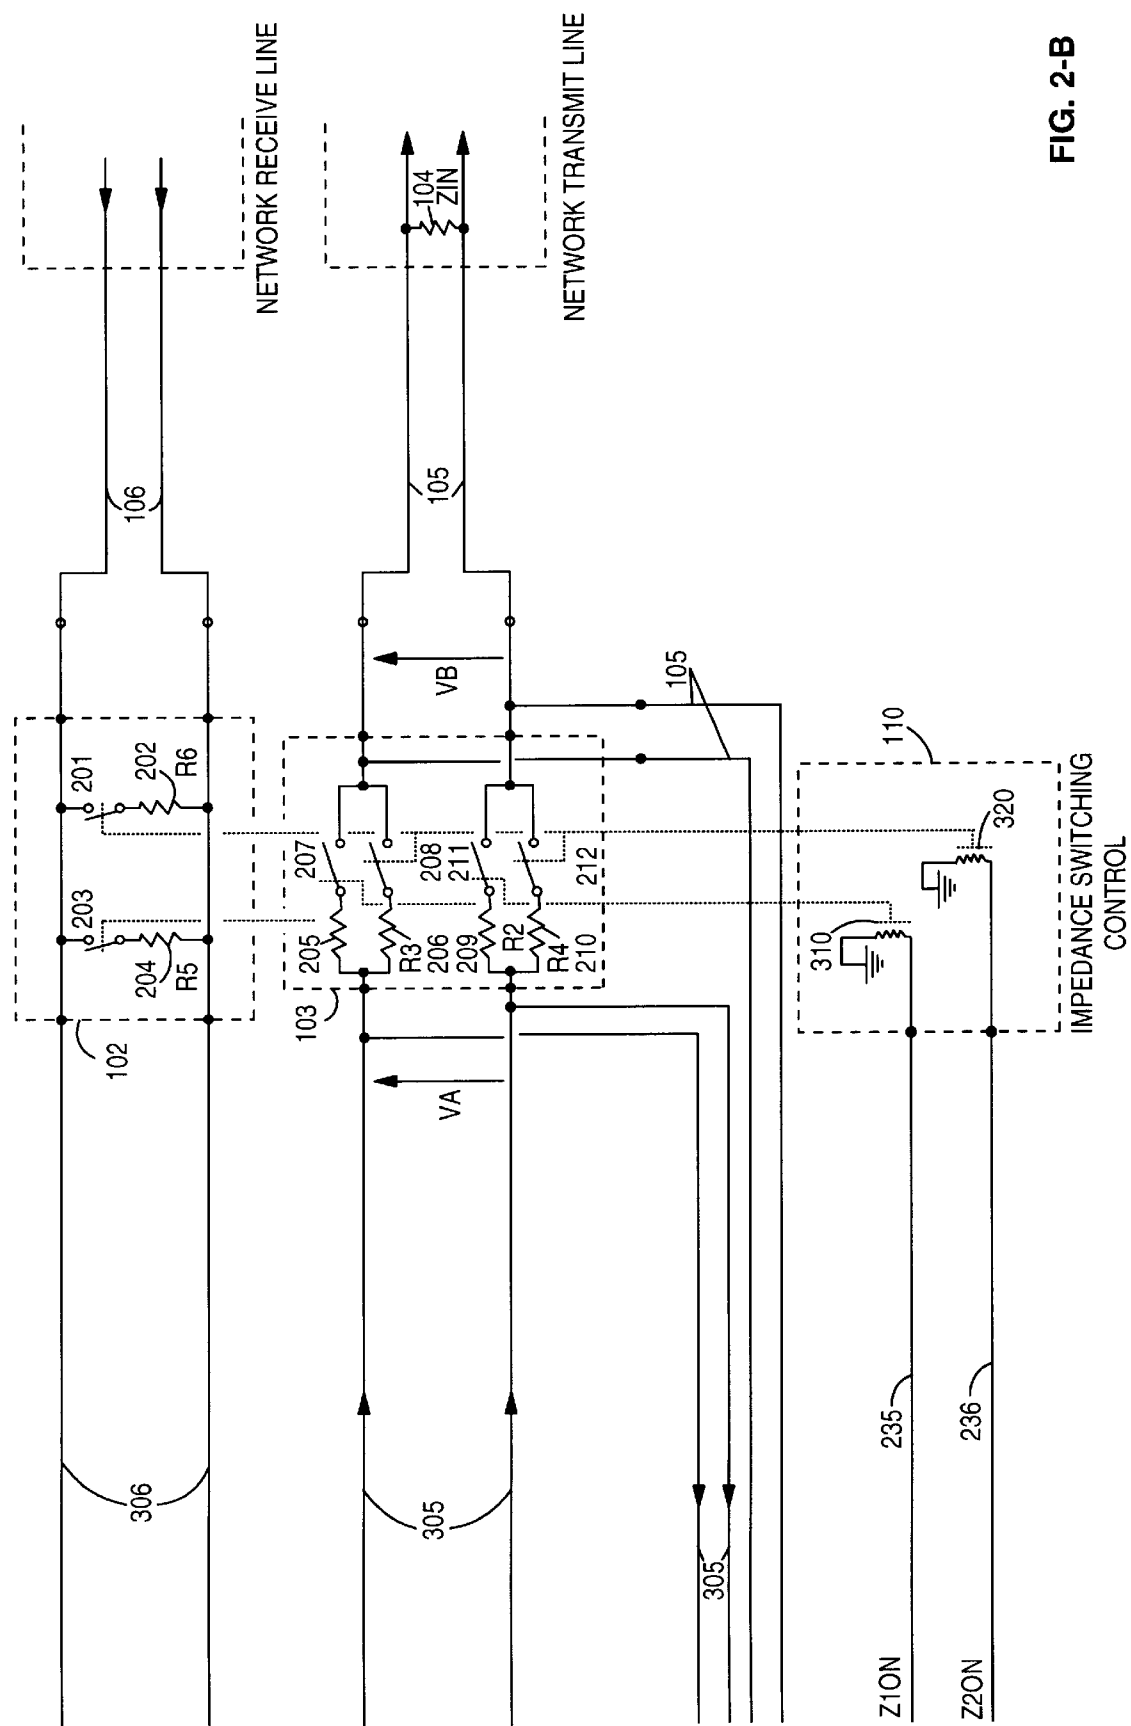 FIG. 2-B
NETWORK RECEIVE LINE
NETWORK TRANSMIT LINE
104
ZIN
106
105
VB
105
201
202
R6
203
204
R5
102
207
208
211
212
205
R3
206
209
R2
R4
210
103
VA
110
320
310
IMPEDANCE SWITCHING
CONTROL
306
305
305
235
236
Z1ON
Z2ON